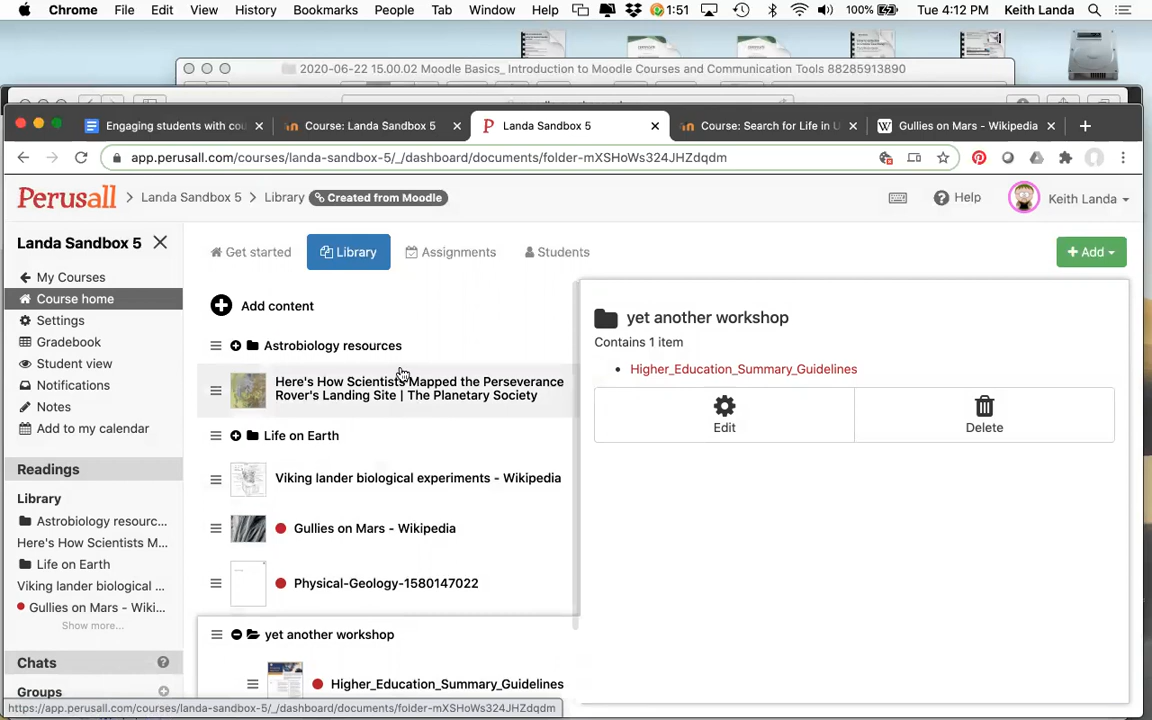 Chrome File Edit View History Bookmarks People Tab Window Help 1:51 100% Tue 4:12 PM Keith Landa
2020-06-22 15.00.02 Moodle Basics_ Introduction to Moodle Courses and Communication Tools 88285913890
Engaging students with cou Course: Landa Sandbox 5 Landa Sandbox 5 Course: Search for Life in U Gullies on Mars - Wikipedia
app.perusall.com/courses/landa-sandbox-5/_/dashboard/documents/folder-mXSHoWs324JHZdqdm
Perusall Landa Sandbox 5 Library Created from Moodle Help Keith Landa
Landa Sandbox 5
My Courses
Course home
Settings
Gradebook
Student view
Notifications
Notes
Add to my calendar
Readings
Library
Astrobiology resourc...
Here's How Scientists M...
Life on Earth
Viking lander biological ...
Gullies on Mars - Wiki...
Show more...
Chats
Groups
Get started Library Assignments Students Add
Add content
Astrobiology resources
Here's How Scientists Mapped the Perseverance
Rover's Landing Site | The Planetary Society
Life on Earth
Viking lander biological experiments - Wikipedia
Gullies on Mars - Wikipedia
Physical-Geology-1580147022
yet another workshop
Higher_Education_Summary_Guidelines
yet another workshop
Contains 1 item
Higher_Education_Summary_Guidelines
Edit Delete
https://app.perusall.com/courses/landa-sandbox-5/_/dashboard/documents/folder-mXSHoWs324JHZdqdm